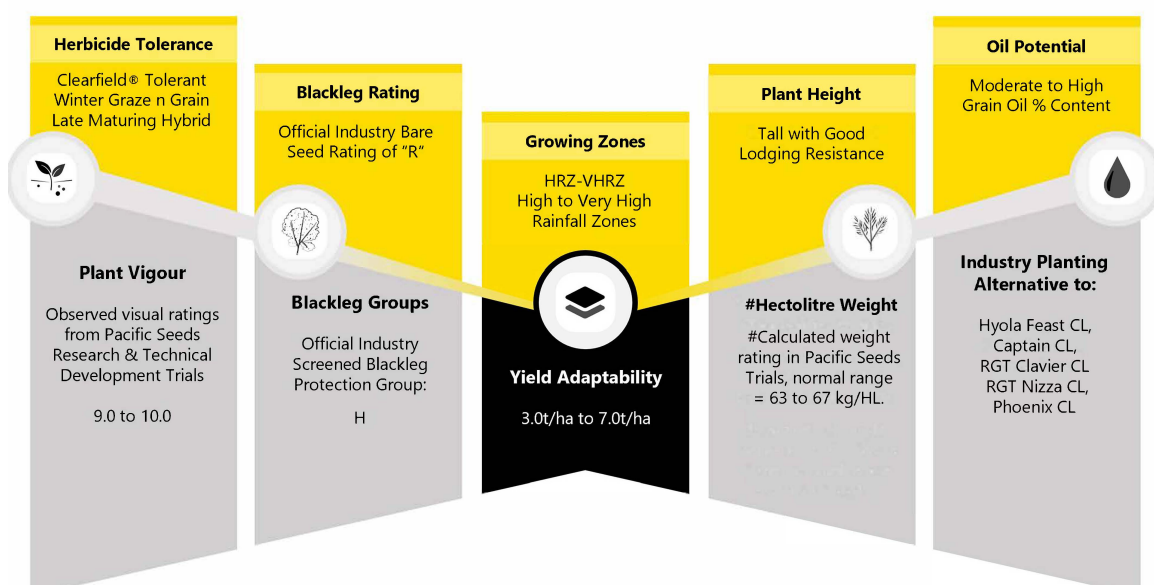 Herbicide Tolerance
Clearfield® Tolerant
Winter Graze n Grain
Late Maturing Hybrid
Plant Vigour
Observed visual ratings
from Pacific Seeds
Research & Technical
Development Trials
9.0 to 10.0
Blackleg Rating
Official Industry Bare
Seed Rating of “R”
Blackleg Groups
Official Industry
Screened Blackleg
Protection Group:
H
Growing Zones
HRZ-VHRZ
High to Very High
Rainfall Zones
Yield Adaptability
3.0t/ha to 7.0t/ha
Plant Height
Tall with Good
Lodging Resistance
#Hectolitre Weight
#Calculated weight
rating in Pacific Seeds
Trials, normal range
= 63 to 67 kg/HL.
Oil Potential
Moderate to High
Grain Oil % Content
Industry Planting
Alternative to:
Hyola Feast CL,
Captain CL,
RGT Clavier CL
RGT Nizza CL,
Phoenix CL